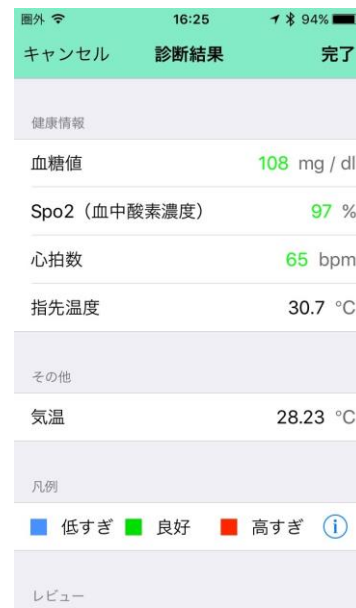 圏外 16:25 94%
キャンセル 診断結果 完了
健康情報
血糖値 108 mg / dl
Spo2（血中酸素濃度） 97 %
心拍数 65 bpm
指先温度 30.7 °C
その他
気温 28.23 °C
凡例
低すぎ 良好 高すぎ i
レビュー